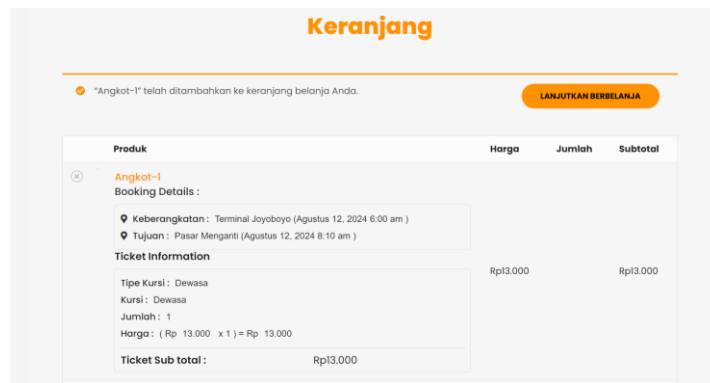 Keranjang
"Angkot-1" telah ditambahkan ke keranjang belanja Anda.
LANJUTKAN BERBELANJA
Produk Harga Jumlah Subtotal
Angkot-1
Booking Details :
Keberangkatan : Terminal Joyoboyo (Agustus 12, 2024 6:00 am )
Tujuan : Pasar Menganti (Agustus 12, 2024 8:10 am )
Ticket Information
Rp13.000 Rp13.000
Tipe Kursi : Dewasa
Kursi : Dewasa
Jumlah : 1
Harga : ( Rp 13.000 x 1 ) = Rp 13.000
Ticket Sub total : Rp13.000